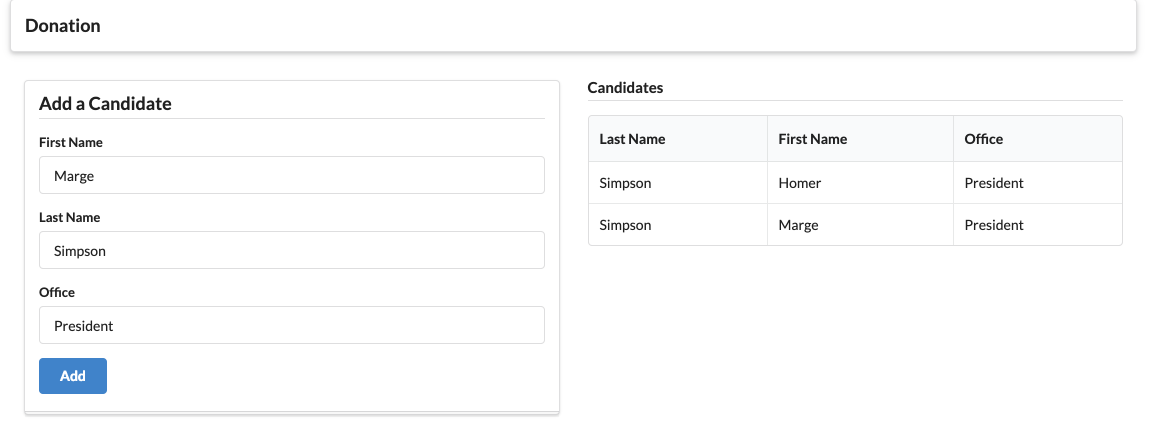 Donation
Add a Candidate
First Name
Marge
Last Name
Simpson
Office
President
Add
Candidates
Last Name First Name Office
Simpson Homer President
Simpson Marge President